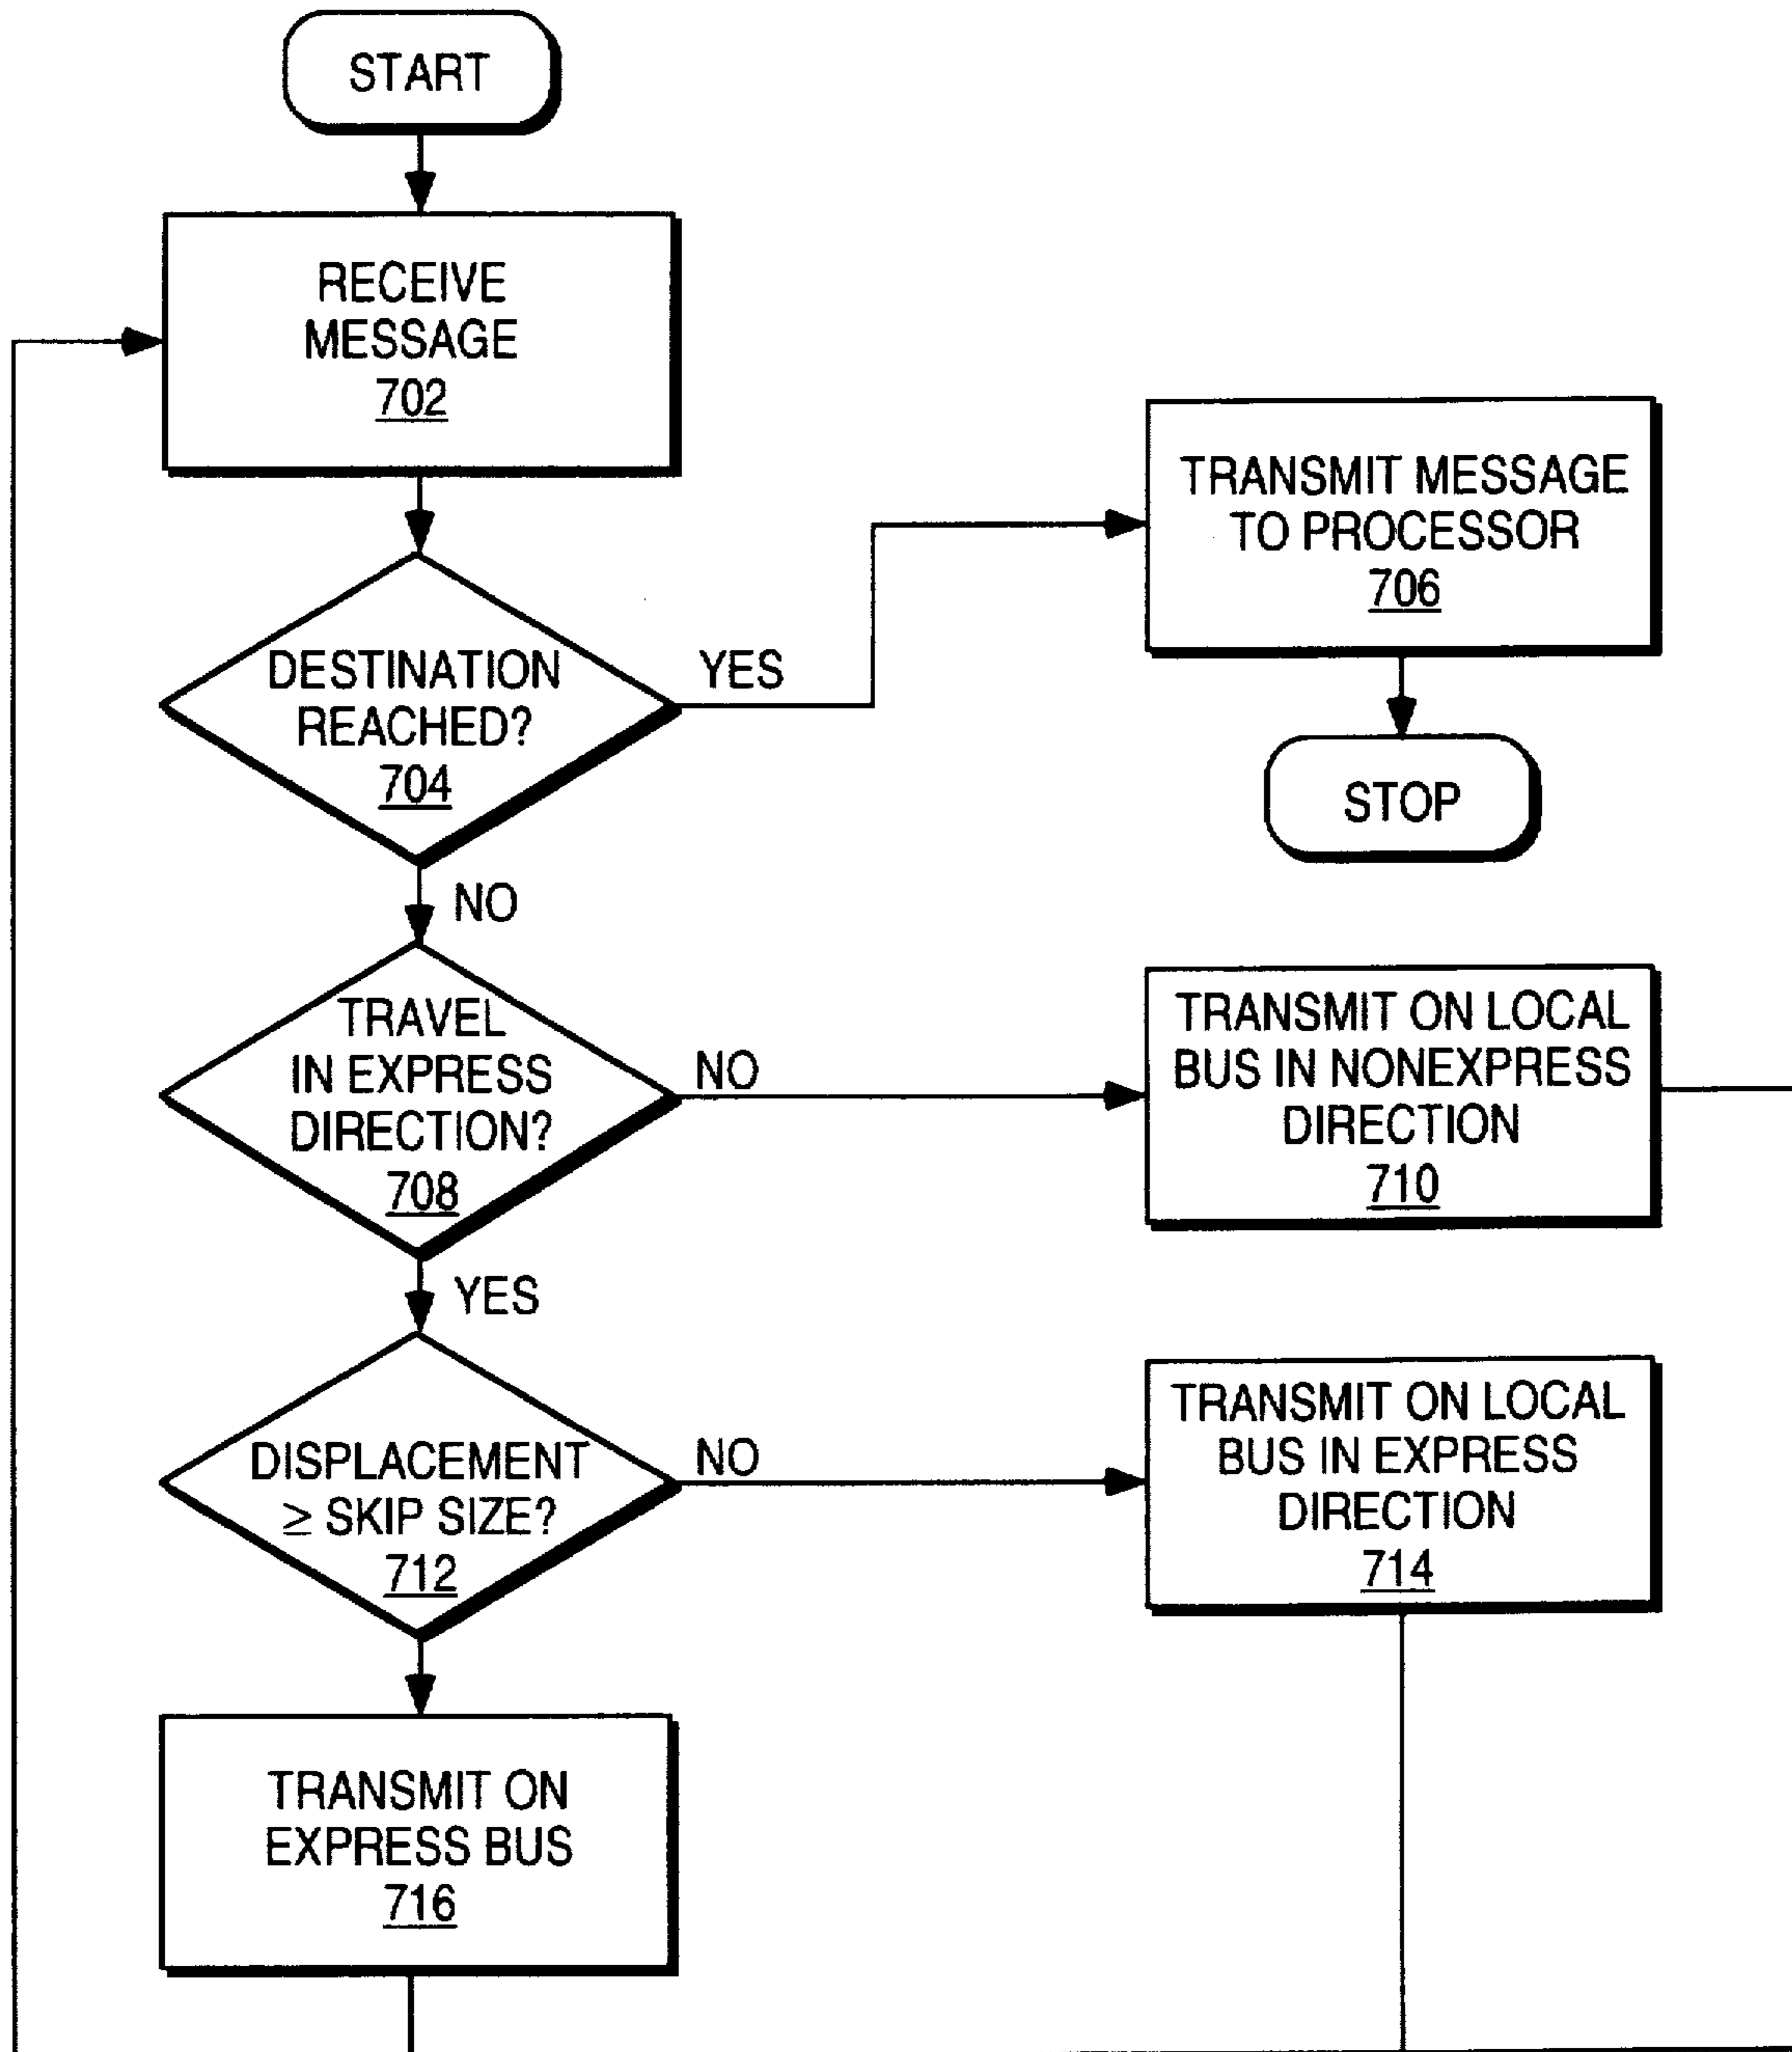 START
RECEIVE
MESSAGE
702
TRANSMIT MESSAGE
TO PROCESSOR
706
DESTINATION
REACHED?
704
YES
STOP
NO
TRAVEL
IN EXPRESS
DIRECTION?
708
NO
TRANSMIT ON LOCAL
BUS IN NONEXPRESS
DIRECTION
710
YES
DISPLACEMENT
≥ SKIP SIZE?
712
NO
TRANSMIT ON LOCAL
BUS IN EXPRESS
DIRECTION
714
TRANSMIT ON
EXPRESS BUS
716